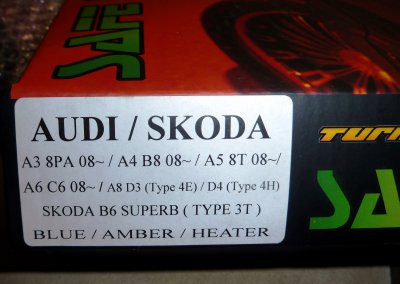 SAFE
AUDI / SKODA
A3 8PA 08~ / A4 B8 08~ / A5 8T 08~/
A6 C6 08~ / A8 D3 (Type 4E) / D4 (Type 4H)
SKODA B6 SUPERB ( TYPE 3T )
BLUE / AMBER / HEATER